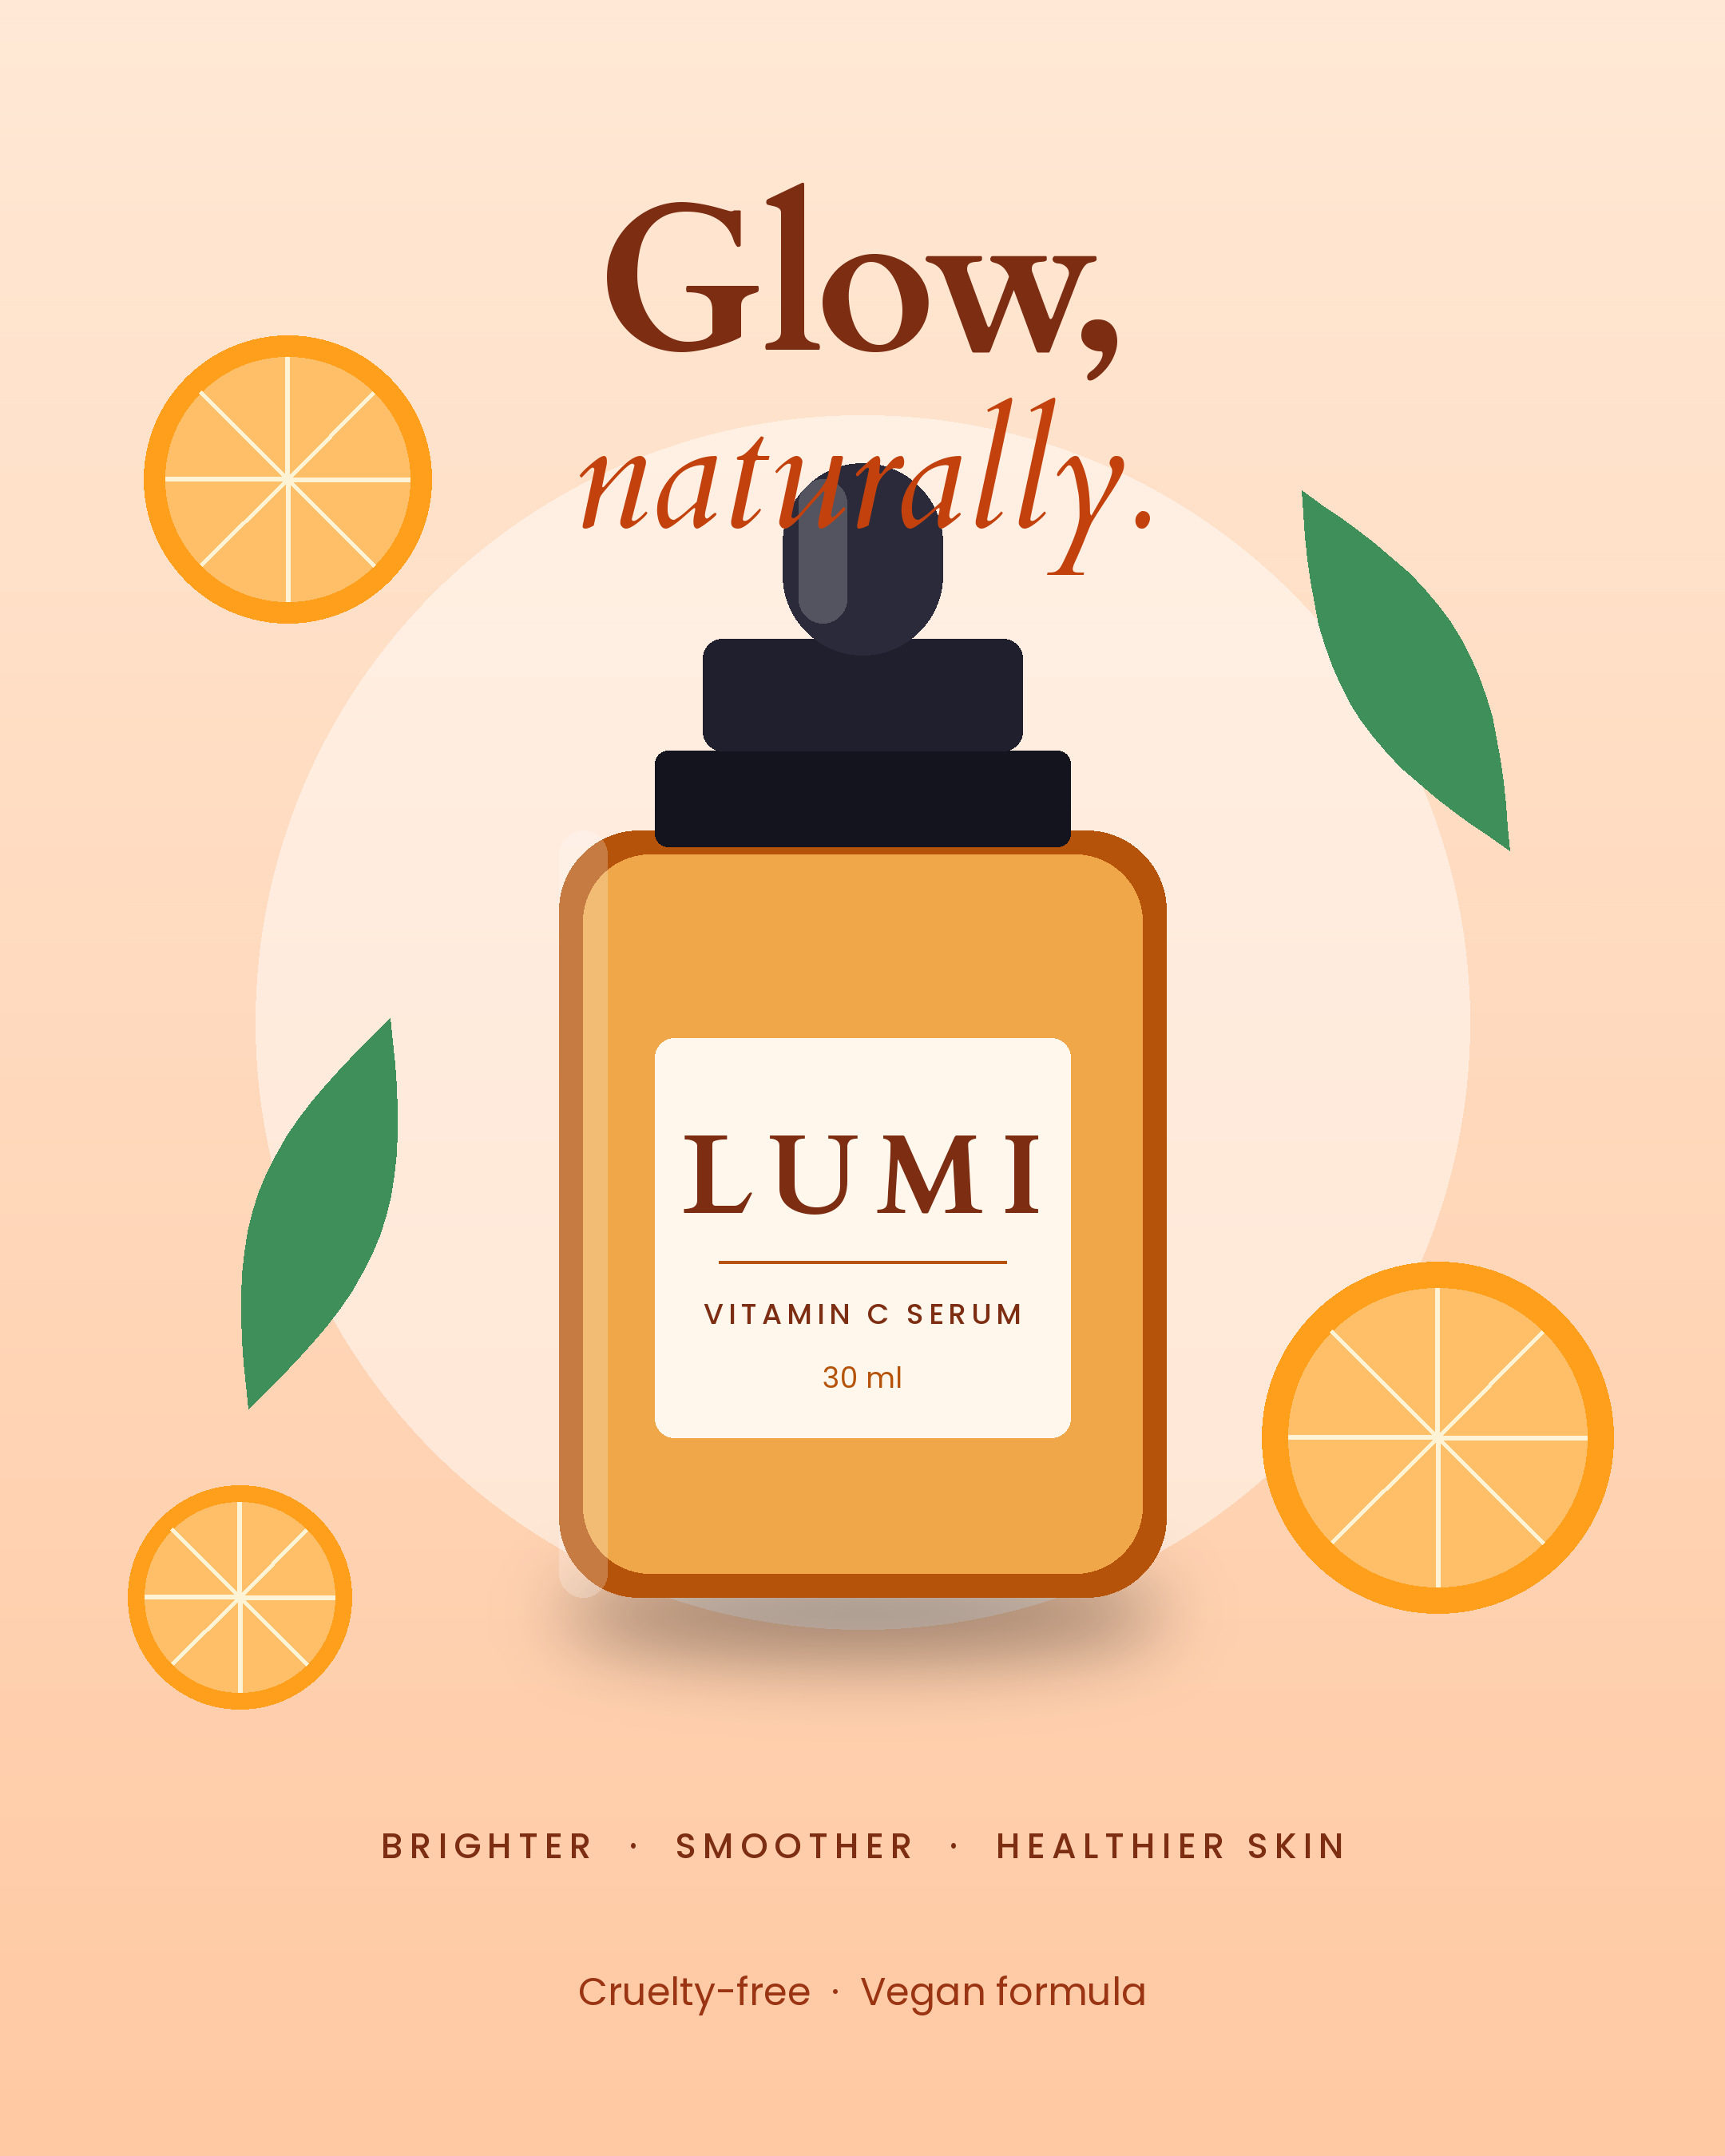 Glow,
naturally.
LUMI
VITAMIN C SERUM
30 ml
BRIGHTER · SMOOTHER · HEALTHIER SKIN
Cruelty-free · Vegan formula